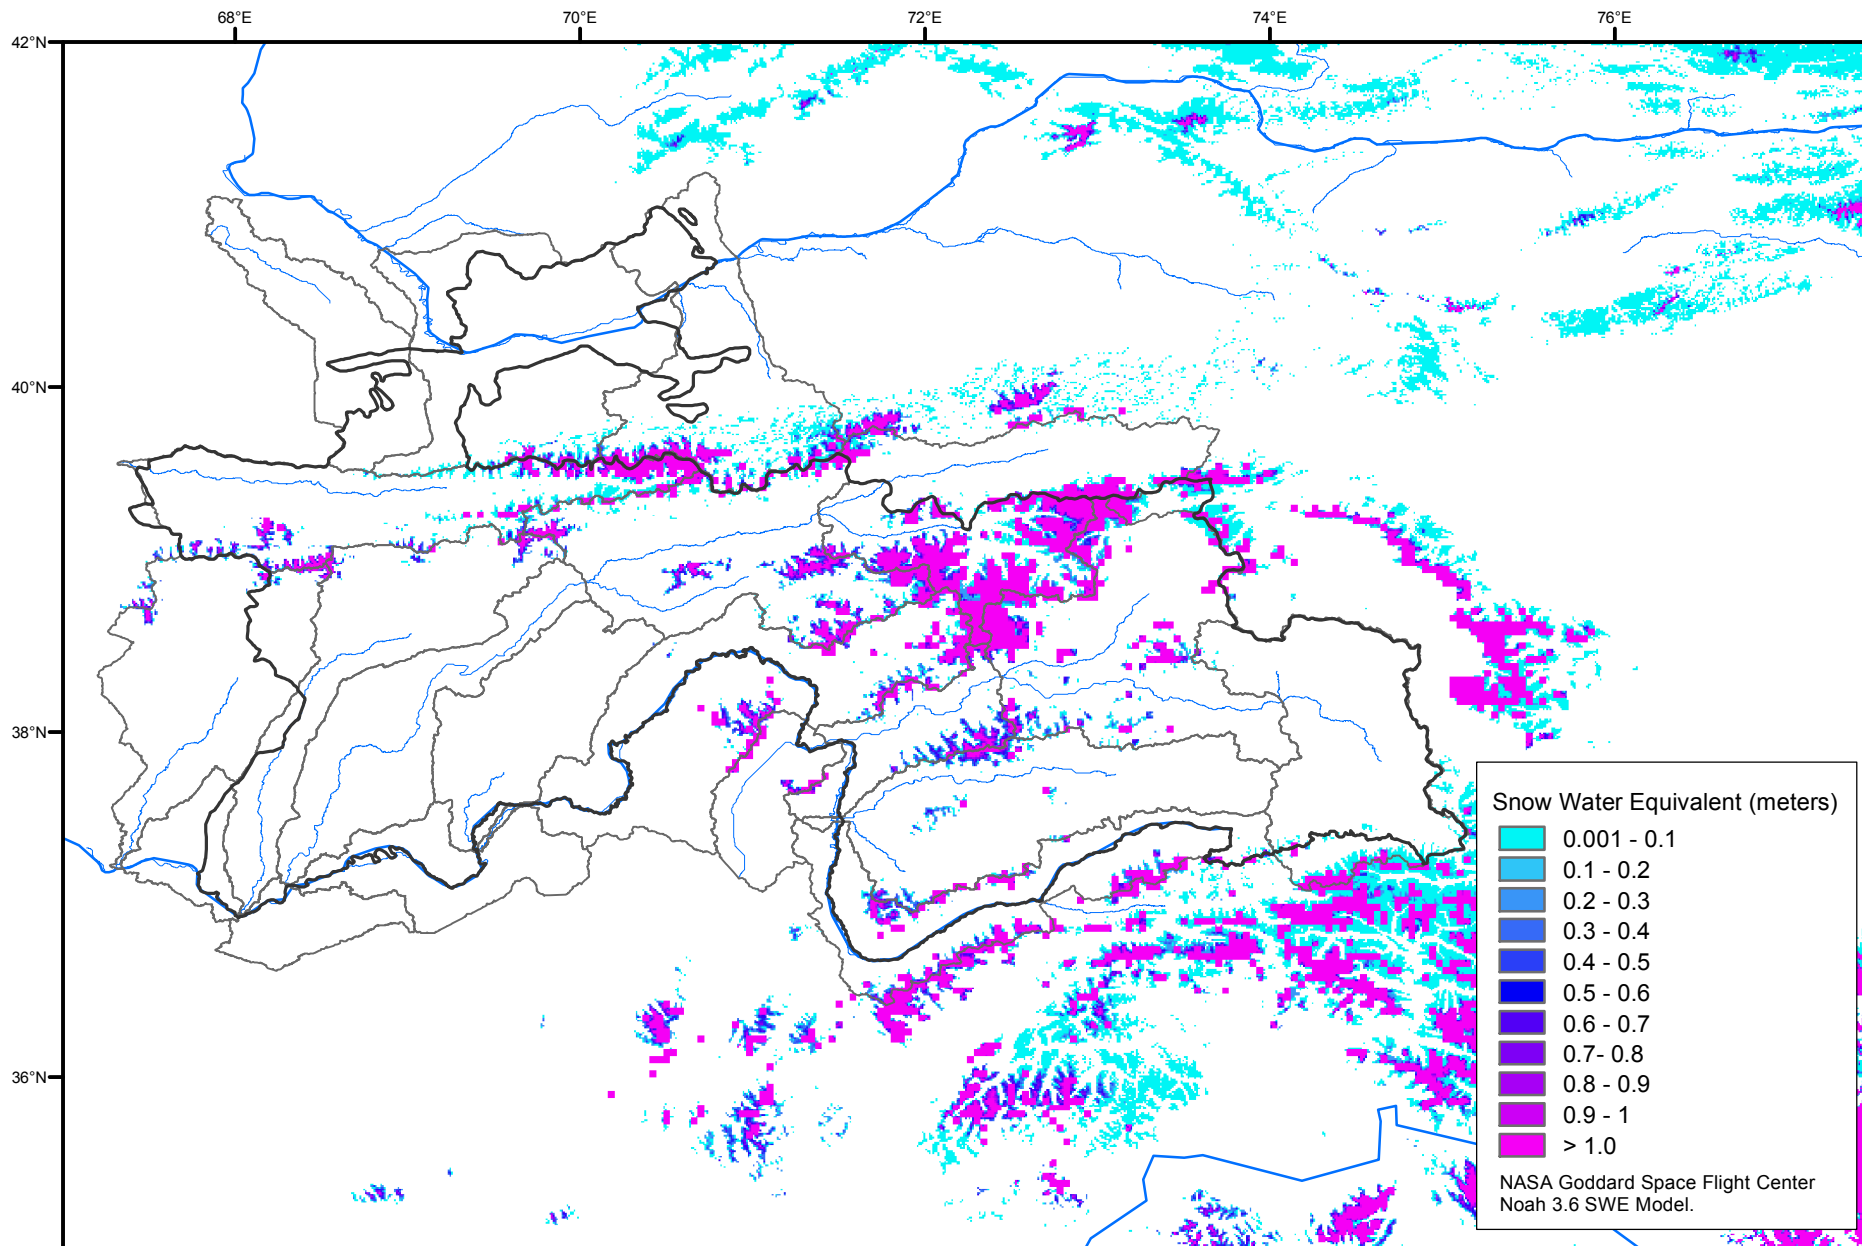 68°E 70°E 72°E 74°E 76°E
42°N
40°N
38°N
36°N
Snow Water Equivalent (meters)
0.001 - 0.1
0.1 - 0.2
0.2 - 0.3
0.3 - 0.4
0.4 - 0.5
0.5 - 0.6
0.6 - 0.7
0.7- 0.8
0.8 - 0.9
0.9 - 1
> 1.0
NASA Goddard Space Flight Center
Noah 3.6 SWE Model.